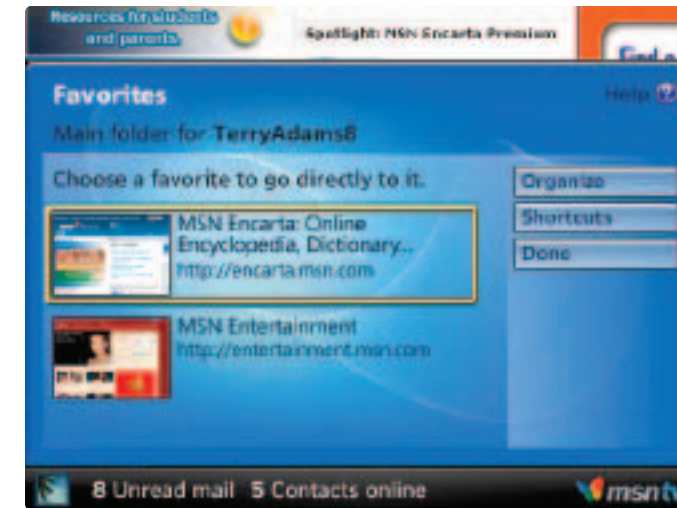 Resources for students
and parents.
Spotlight: MSN Encarta Premium
Find a
Favorites
Help
Main folder for TerryAdams8
Choose a favorite to go directly to it.
Organize
Shortcuts
Done
MSN Encarta: Online
Encyclopedia, Dictionary...
http://encarta.msn.com
MSN Entertainment
http://entertainment.msn.com
8 Unread mail 5 Contacts online
msn tv